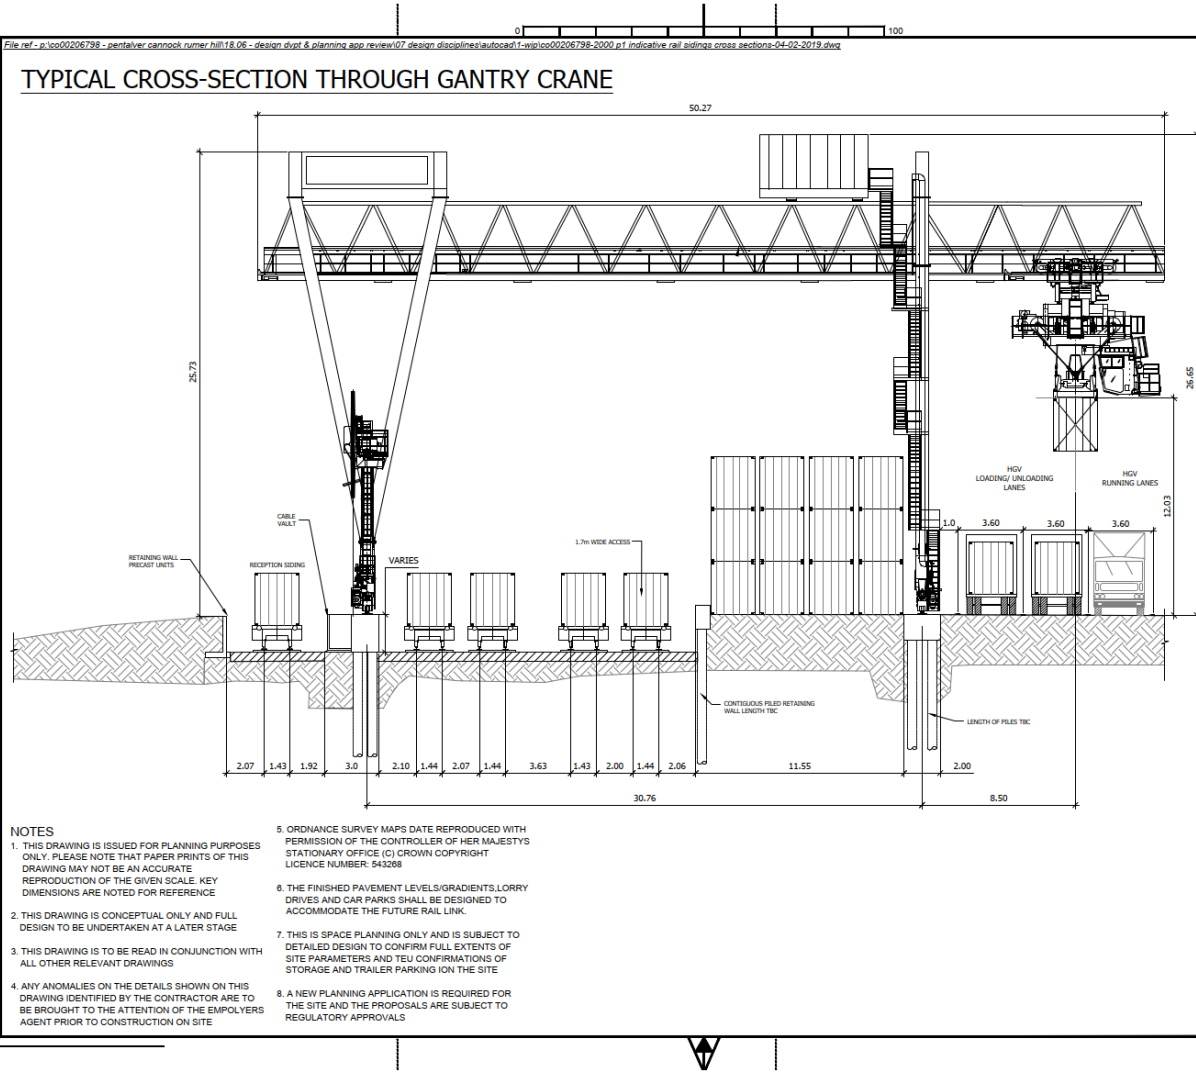 0
100
File ref - p:\co00206798 - pentalver cannock rumer hill\18.06 - design dvpt & planning app review\07 design disciplines\autocad\1-wip\co00206798-2000 p1 indicative rail sidings cross sections-04-02-2019.dwg
TYPICAL CROSS-SECTION THROUGH GANTRY CRANE
50.27
25.73
26.65
HGV
LOADING/ UNLOADING
LANES
HGV
RUNNING LANES
12.03
CABLE
VAULT
1.0
3.60
3.60
3.60
RETAINING WALL
PRECAST UNITS
RECEPTION SIDING
VARIES
1.7m WIDE ACCESS
CONTIGUOUS PILED RETAINING
WALL LENGTH TBC
LENGTH OF PILES TBC
2.07
1.43
1.92
3.0
2.10
1.44
2.07
1.44
3.63
1.43
2.00
1.44
2.06
11.55
2.00
30.76
8.50
NOTES
1. THIS DRAWING IS ISSUED FOR PLANNING PURPOSES
ONLY. PLEASE NOTE THAT PAPER PRINTS OF THIS
DRAWING MAY NOT BE AN ACCURATE
REPRODUCTION OF THE GIVEN SCALE. KEY
DIMENSIONS ARE NOTED FOR REFERENCE
2. THIS DRAWING IS CONCEPTUAL ONLY AND FULL
DESIGN TO BE UNDERTAKEN AT A LATER STAGE
3. THIS DRAWING IS TO BE READ IN CONJUNCTION WITH
ALL OTHER RELEVANT DRAWINGS
4. ANY ANOMALIES ON THE DETAILS SHOWN ON THIS
DRAWING IDENTIFIED BY THE CONTRACTOR ARE TO
BE BROUGHT TO THE ATTENTION OF THE EMPOLYERS
AGENT PRIOR TO CONSTRUCTION ON SITE
5. ORDNANCE SURVEY MAPS DATE REPRODUCED WITH
PERMISSION OF THE CONTROLLER OF HER MAJESTYS
STATIONARY OFFICE (C) CROWN COPYRIGHT
LICENCE NUMBER: 543268
6. THE FINISHED PAVEMENT LEVELS/GRADIENTS,LORRY
DRIVES AND CAR PARKS SHALL BE DESIGNED TO
ACCOMMODATE THE FUTURE RAIL LINK.
7. THIS IS SPACE PLANNING ONLY AND IS SUBJECT TO
DETAILED DESIGN TO CONFIRM FULL EXTENTS OF
SITE PARAMETERS AND TEU CONFIRMATIONS OF
STORAGE AND TRAILER PARKING ION THE SITE
8. A NEW PLANNING APPLICATION IS REQUIRED FOR
THE SITE AND THE PROPOSALS ARE SUBJECT TO
REGULATORY APPROVALS